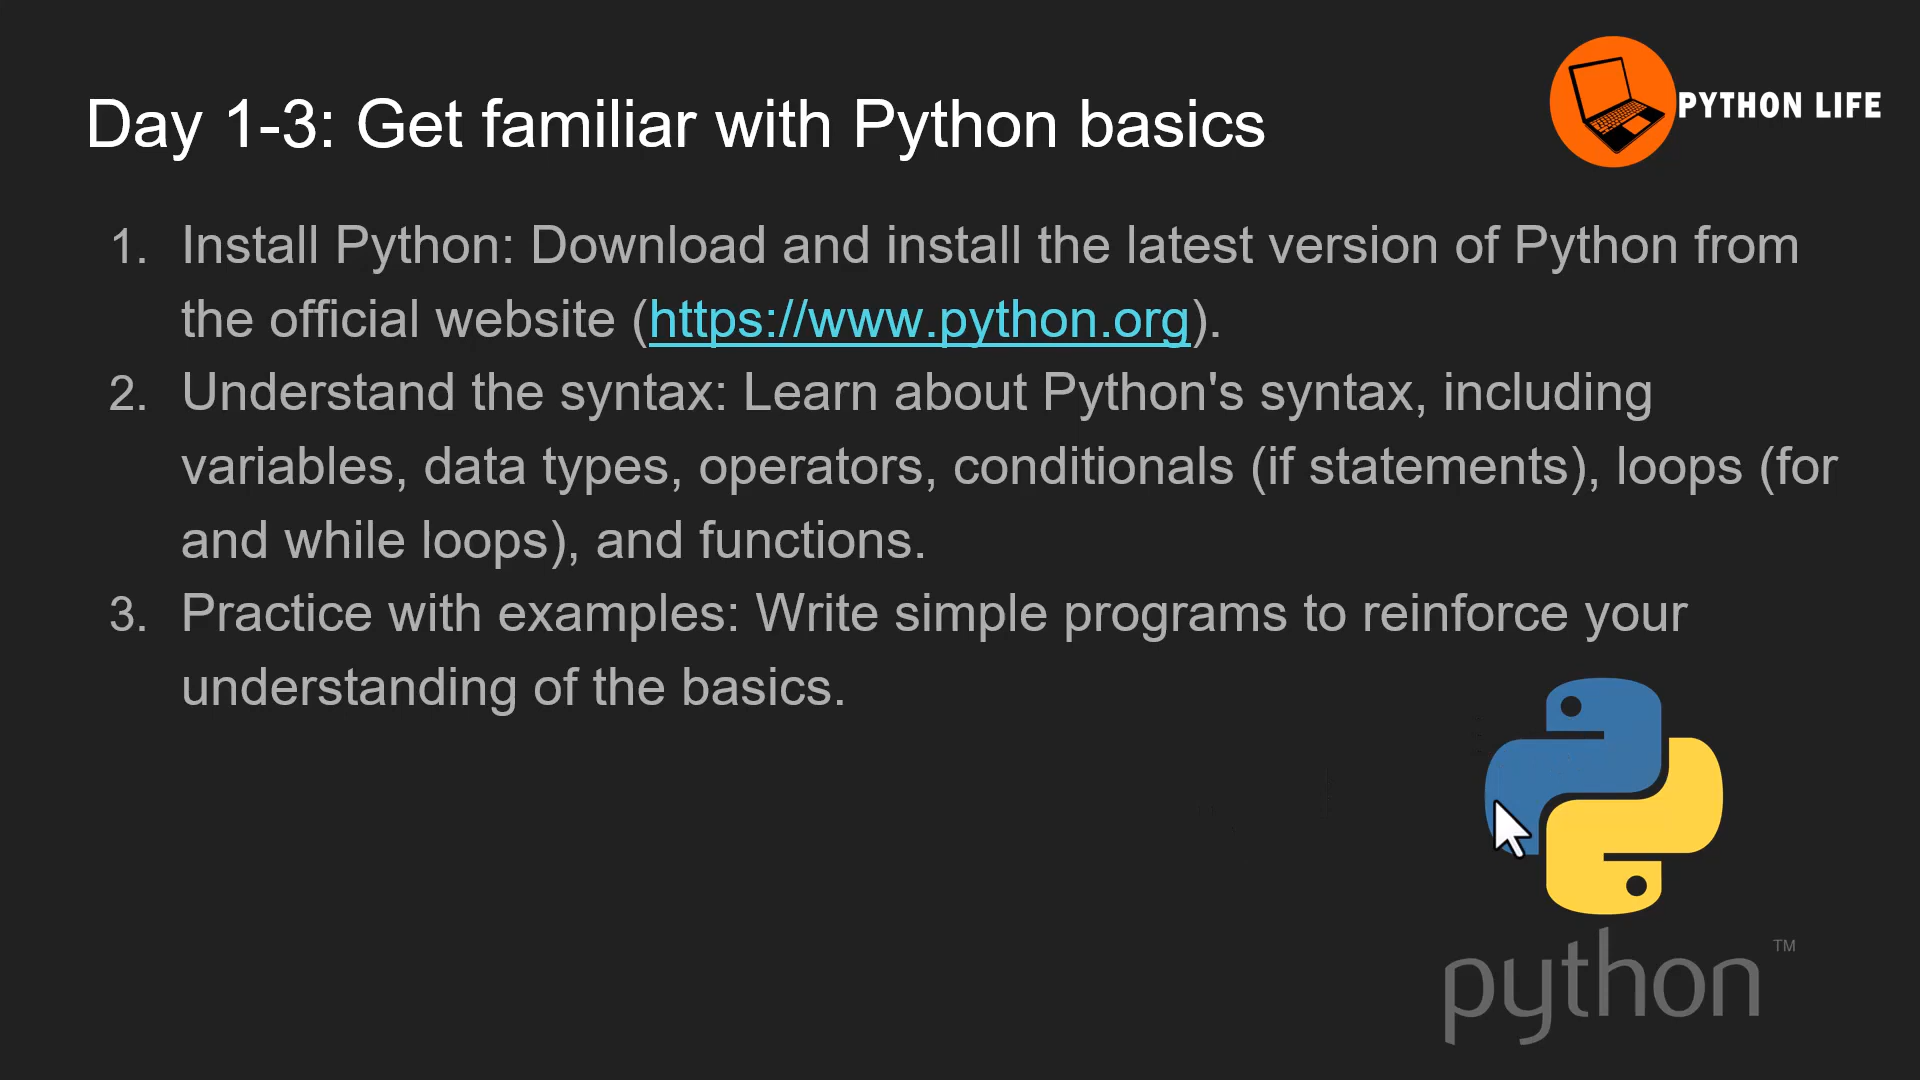 PYTHON LIFE
Day 1-3: Get familiar with Python basics
1. Install Python: Download and install the latest version of Python from
the official website (https://www.python.org).
2. Understand the syntax: Learn about Python's syntax, including
variables, data types, operators, conditionals (if statements), loops (for
and while loops), and functions.
3. Practice with examples: Write simple programs to reinforce your
understanding of the basics.
python™